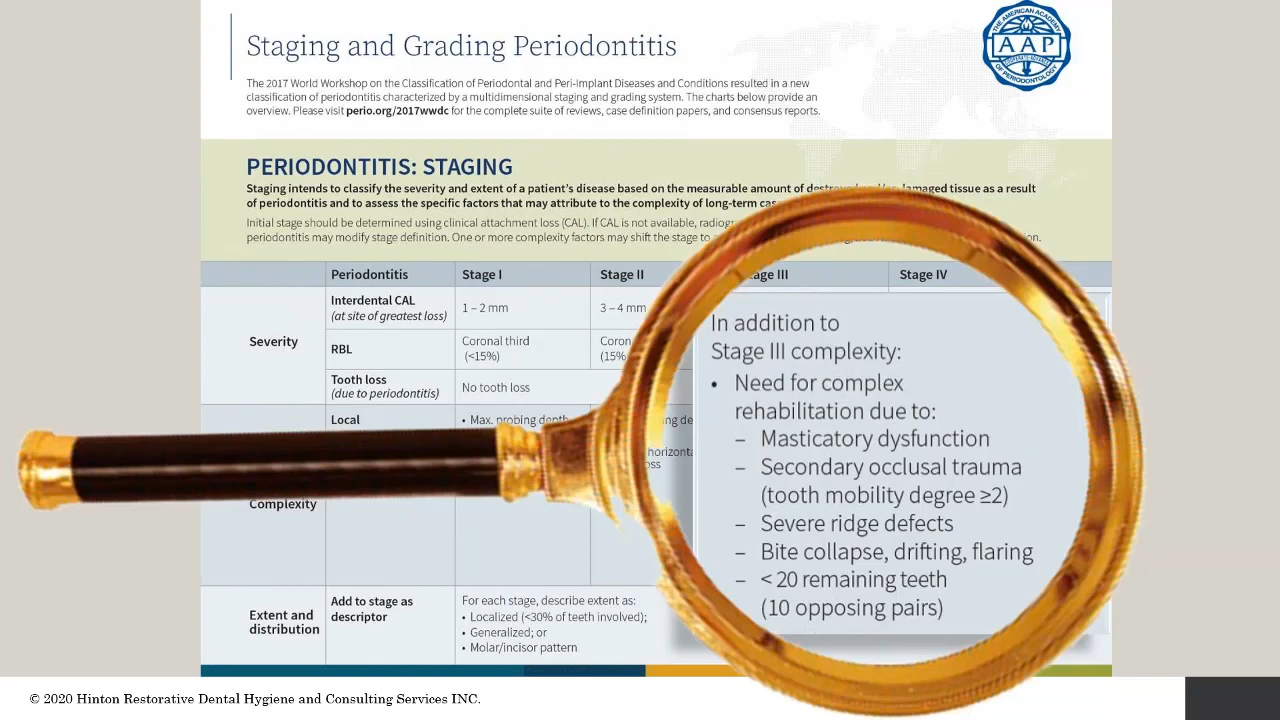 Staging and Grading Periodontitis
THE AMERICAN ACADEMY
AAP
OF PERIODONTOLOGY
The 2017 World Workshop on the Classification of Periodontal and Peri-Implant Diseases and Conditions resulted in a new
classification of periodontitis characterized by a multidimensional staging and grading system. The charts below provide an
overview. Please visit perio.org/2017wwdc for the complete suite of reviews, case definition papers, and consensus reports.
PERIODONTITIS: STAGING
Staging intends to classify the severity and extent of a patient's disease based on the measurable amount of destroyed and/or damaged tissue as a result
of periodontitis and to assess the specific factors that may attribute to the complexity of long-term
Initial stage should be determined using clinical attachment loss (CAL). If CAL is not available,
periodontitis may modify stage definition. One or more complexity factors may shift the stage to
Periodontitis Stage I Stage II Stage IV
Severity
Interdental CAL
(at site of greatest loss)
1 – 2 mm
3 – 4 mm
RBL
Coronal third
(<15%)
(15%
Tooth loss
(due to periodontitis)
No tooth loss
Complexity
Local
• Max. probing depth
Extent and
distribution
Add to stage as
descriptor
For each stage, describe extent as:
• Localized (<30% of teeth involved);
• Generalized; or
• Molar/incisor pattern
In addition to
Stage III complexity:
• Need for complex
rehabilitation due to:
– Masticatory dysfunction
– Secondary occlusal trauma
(tooth mobility degree ≥2)
– Severe ridge defects
– Bite collapse, drifting, flaring
– < 20 remaining teeth
(10 opposing pairs)
© 2020 Hinton Restorative Dental Hygiene and Consulting Services INC.